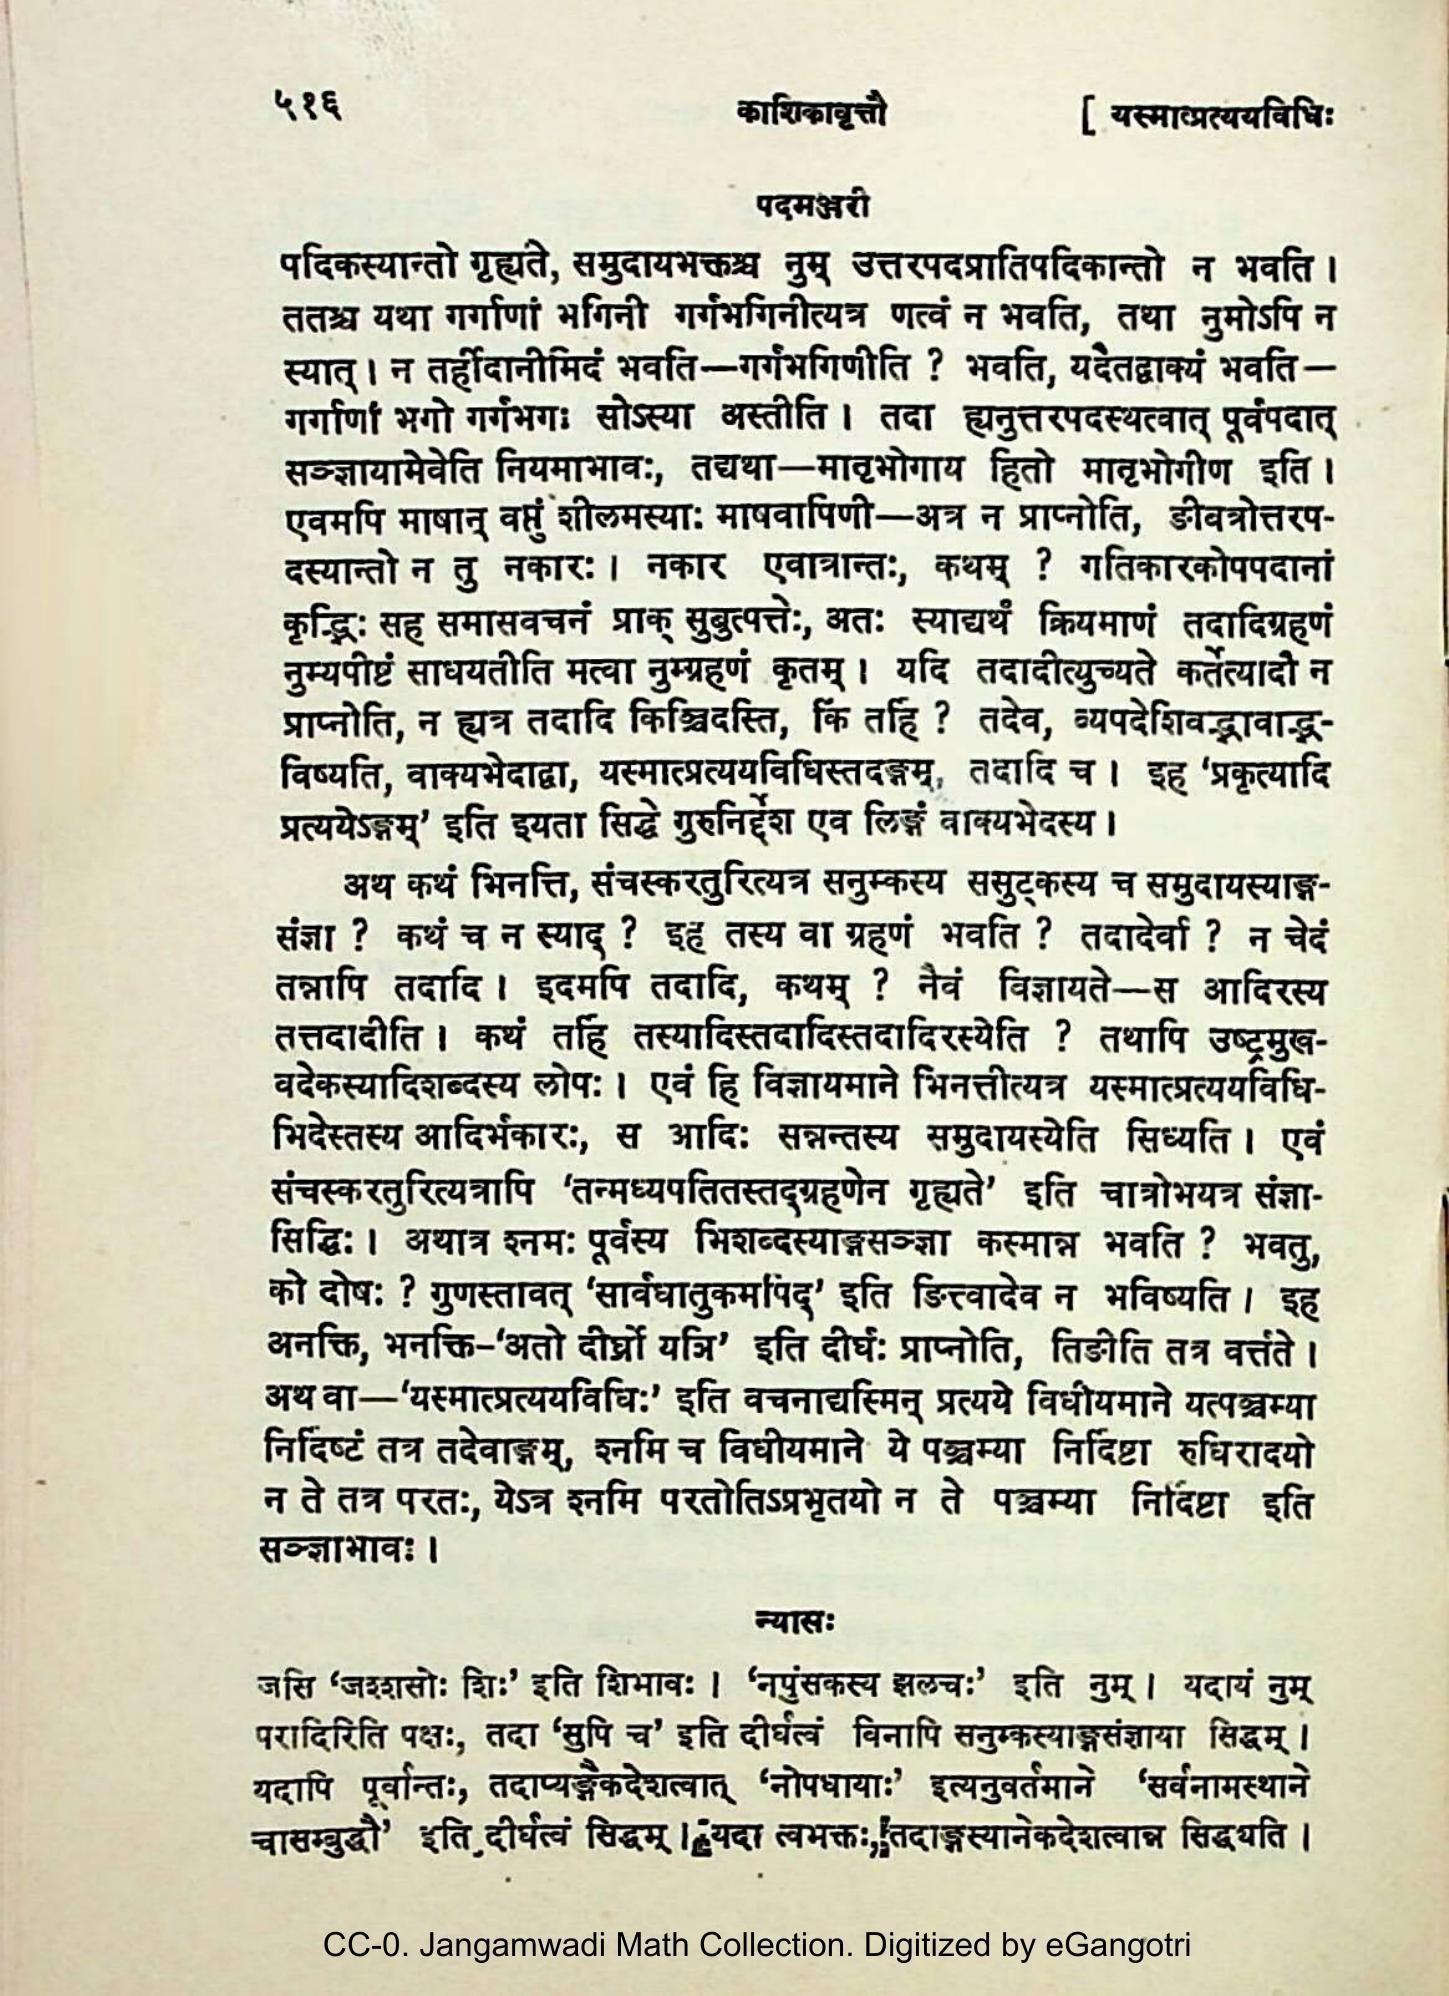 ५१६ काशिकावृत्तौ [ यस्मात्प्रत्ययविधिः
पदमञ्जरी
पदिकस्यान्तो गृह्यते, समुदायभक्तश्च नुम् उत्तरपदप्रातिपदिकान्तो न भवति ।
ततश्च यथा गर्गाणां भगिनी गर्गभगिनीत्यत्र णत्वं न भवति, तथा नुमोऽपि न
स्यात् । न तर्हीदानीमिदं भवति—गर्गभगिणीति ? भवति, यदैतद्वाक्यं भवति—
गर्गाणां भगो गर्गभगः सोऽस्या अस्तीति । तदा ह्यनुत्तरपदस्थत्वात् पूर्वपदात्
सञ्ज्ञायामेवेति नियमाभावः, तद्यथा—मातृभोगाय हितो मातृभोगीण इति ।
एवमपि माषान् वप्तुं शीलमस्याः माषवापिणी—अत्र न प्राप्नोति, ङीवत्रोत्तरप-
दस्यान्तो न तु नकारः । नकार एवात्रान्तः, कथम् ? गतिकारकोपपदानां
कृद्भिः सह समासवचनं प्राक् सुबुत्पत्तेः, अतः स्याद्यर्थं क्रियमाणं तदादिग्रहणं
नुम्यपीष्टं साधयतीति मत्वा नुम्ग्रहणं कृतम् । यदि तदादीत्युच्यते कर्तेत्यादौ न
प्राप्नोति, न ह्यत्र तदादि किञ्चिदस्ति, किं तर्हि ? तदेव, व्यपदेशिवद्भावाद्भ-
विष्यति, वाक्यभेदाद्वा, यस्मात्प्रत्ययविधिस्तदङ्गम्, तदादि च । इह ‘प्रकृत्यादि
प्रत्ययेऽङ्गम्’ इति इयता सिद्धे गुरुनिर्द्देश एव लिङ्गं वाक्यभेदस्य ।
अथ कथं भिनत्ति, संचस्करतुरित्यत्र सनुम्कस्य ससुट्कस्य च समुदायस्याङ्ग-
संज्ञा ? कथं च न स्याद् ? इह तस्य वा ग्रहणं भवति ? तदादेर्वा ? न चेदं
तन्नापि तदादि । इदमपि तदादि, कथम् ? नैवं विज्ञायते—स आदिरस्य
तत्तदादीति । कथं तर्हि तस्यादिस्तदादिस्तदादिरस्येति ? तथापि उष्ट्रमुख-
वदेकस्यादिशब्दस्य लोपः । एवं हि विज्ञायमाने भिनत्तीत्यत्र यस्मात्प्रत्ययविधि-
भिदेस्तस्य आदिर्भकारः, स आदिः सन्नन्तस्य समुदायस्येति सिध्यति । एवं
संचस्करतुरित्यत्रापि ‘तन्मध्यपतितस्तद्ग्रहणेन गृह्यते’ इति चात्रोभयत्र संज्ञा-
सिद्धिः । अथात्र श्नमः पूर्वस्य भिशब्दस्याङ्गसञ्ज्ञा कस्मान्न भवति ? भवतु,
को दोषः ? गुणस्तावत् ‘सार्वधातुकमपिद्’ इति ङित्त्वादेव न भविष्यति । इह
अनक्ति, भनक्ति–‘अतो दीर्घो यञि’ इति दीर्घः प्राप्नोति, तिङीति तत्र वर्त्तते ।
अथ वा—‘यस्मात्प्रत्ययविधिः’ इति वचनाद्यस्मिन् प्रत्यये विधीयमाने यत्पञ्चम्या
निर्दिष्टं तत्र तदेवाङ्गम्, श्नमि च विधीयमाने ये पञ्चम्या निर्दिष्टा रुधिरादयो
न ते तत्र परतः, येऽत्र श्नमि परतोतिऽप्रभृतयो न ते पञ्चम्या निर्दिष्टा इति
सञ्ज्ञाभावः ।
न्यासः
जसि ‘जश्शसोः शिः’ इति शिभावः । ‘नपुंसकस्य झलचः’ इति नुम् । यदायं नुम्
परादिरिति पक्षः, तदा ‘सुपि च’ इति दीर्घत्वं विनापि सनुम्कस्याङ्गसंज्ञाया सिद्धम् ।
यदापि पूर्वान्तः, तदाप्यङ्गैकदेशत्वात् ‘नोपधायाः’ इत्यनुवर्तमाने ‘सर्वनामस्थाने
चासम्बुद्धौ’ इति दीर्घत्वं सिद्धम् । यदा त्वभक्तः, तदाङ्गस्यानेकदेशत्वान्न सिद्ध्यति ।
CC-0. Jangamwadi Math Collection. Digitized by eGangotri